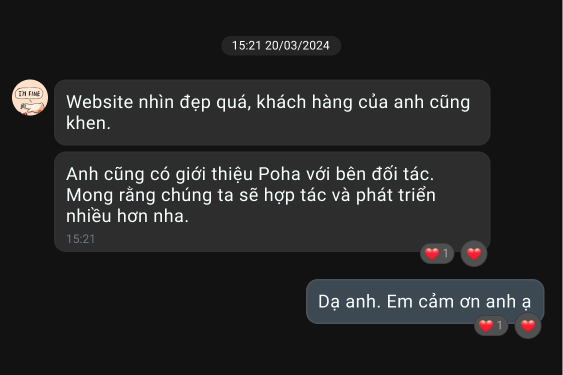 15:21 20/03/2024
I'M FINE
Website nhìn đẹp quá, khách hàng của anh cũng
khen.
Anh cũng có giới thiệu Poha với bên đối tác.
Mong rằng chúng ta sẽ hợp tác và phát triển
nhiều hơn nha.
15:21
1
Dạ anh. Em cảm ơn anh ạ
1